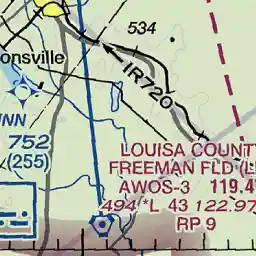 534
onsville
IR720
NN
752
(255)
LOUISA COUNTY
FREEMAN FLD (L
AWOS-3 119.4
494 *L 43 122.97
RP 9